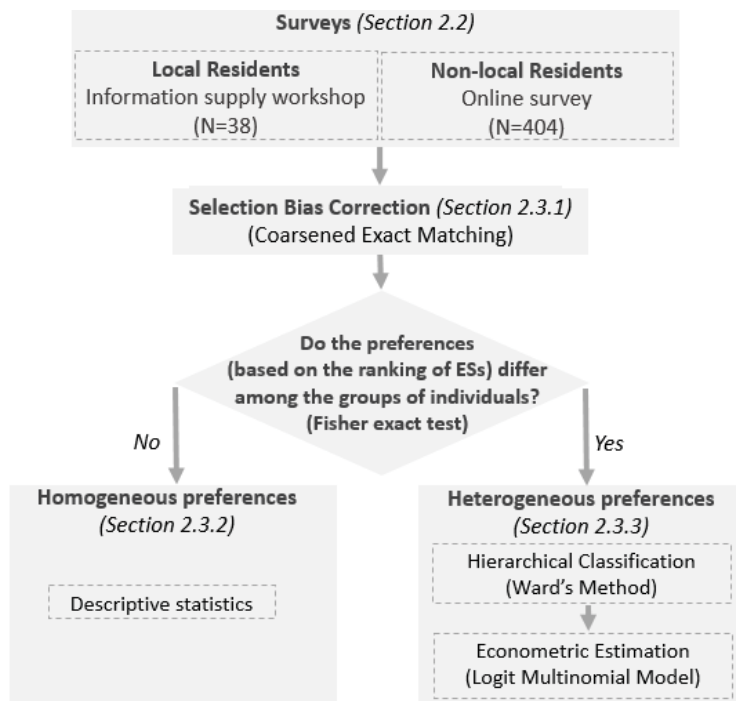 Surveys (Section 2.2)
Local Residents
Information supply workshop
(N=38)
Non-local Residents
Online survey
(N=404)
Selection Bias Correction (Section 2.3.1)
(Coarsened Exact Matching)
Do the preferences
(based on the ranking of ESs) differ
among the groups of individuals?
(Fisher exact test)
No
Yes
Homogeneous preferences
(Section 2.3.2)
Descriptive statistics
Heterogeneous preferences
(Section 2.3.3)
Hierarchical Classification
(Ward's Method)
Econometric Estimation
(Logit Multinomial Model)